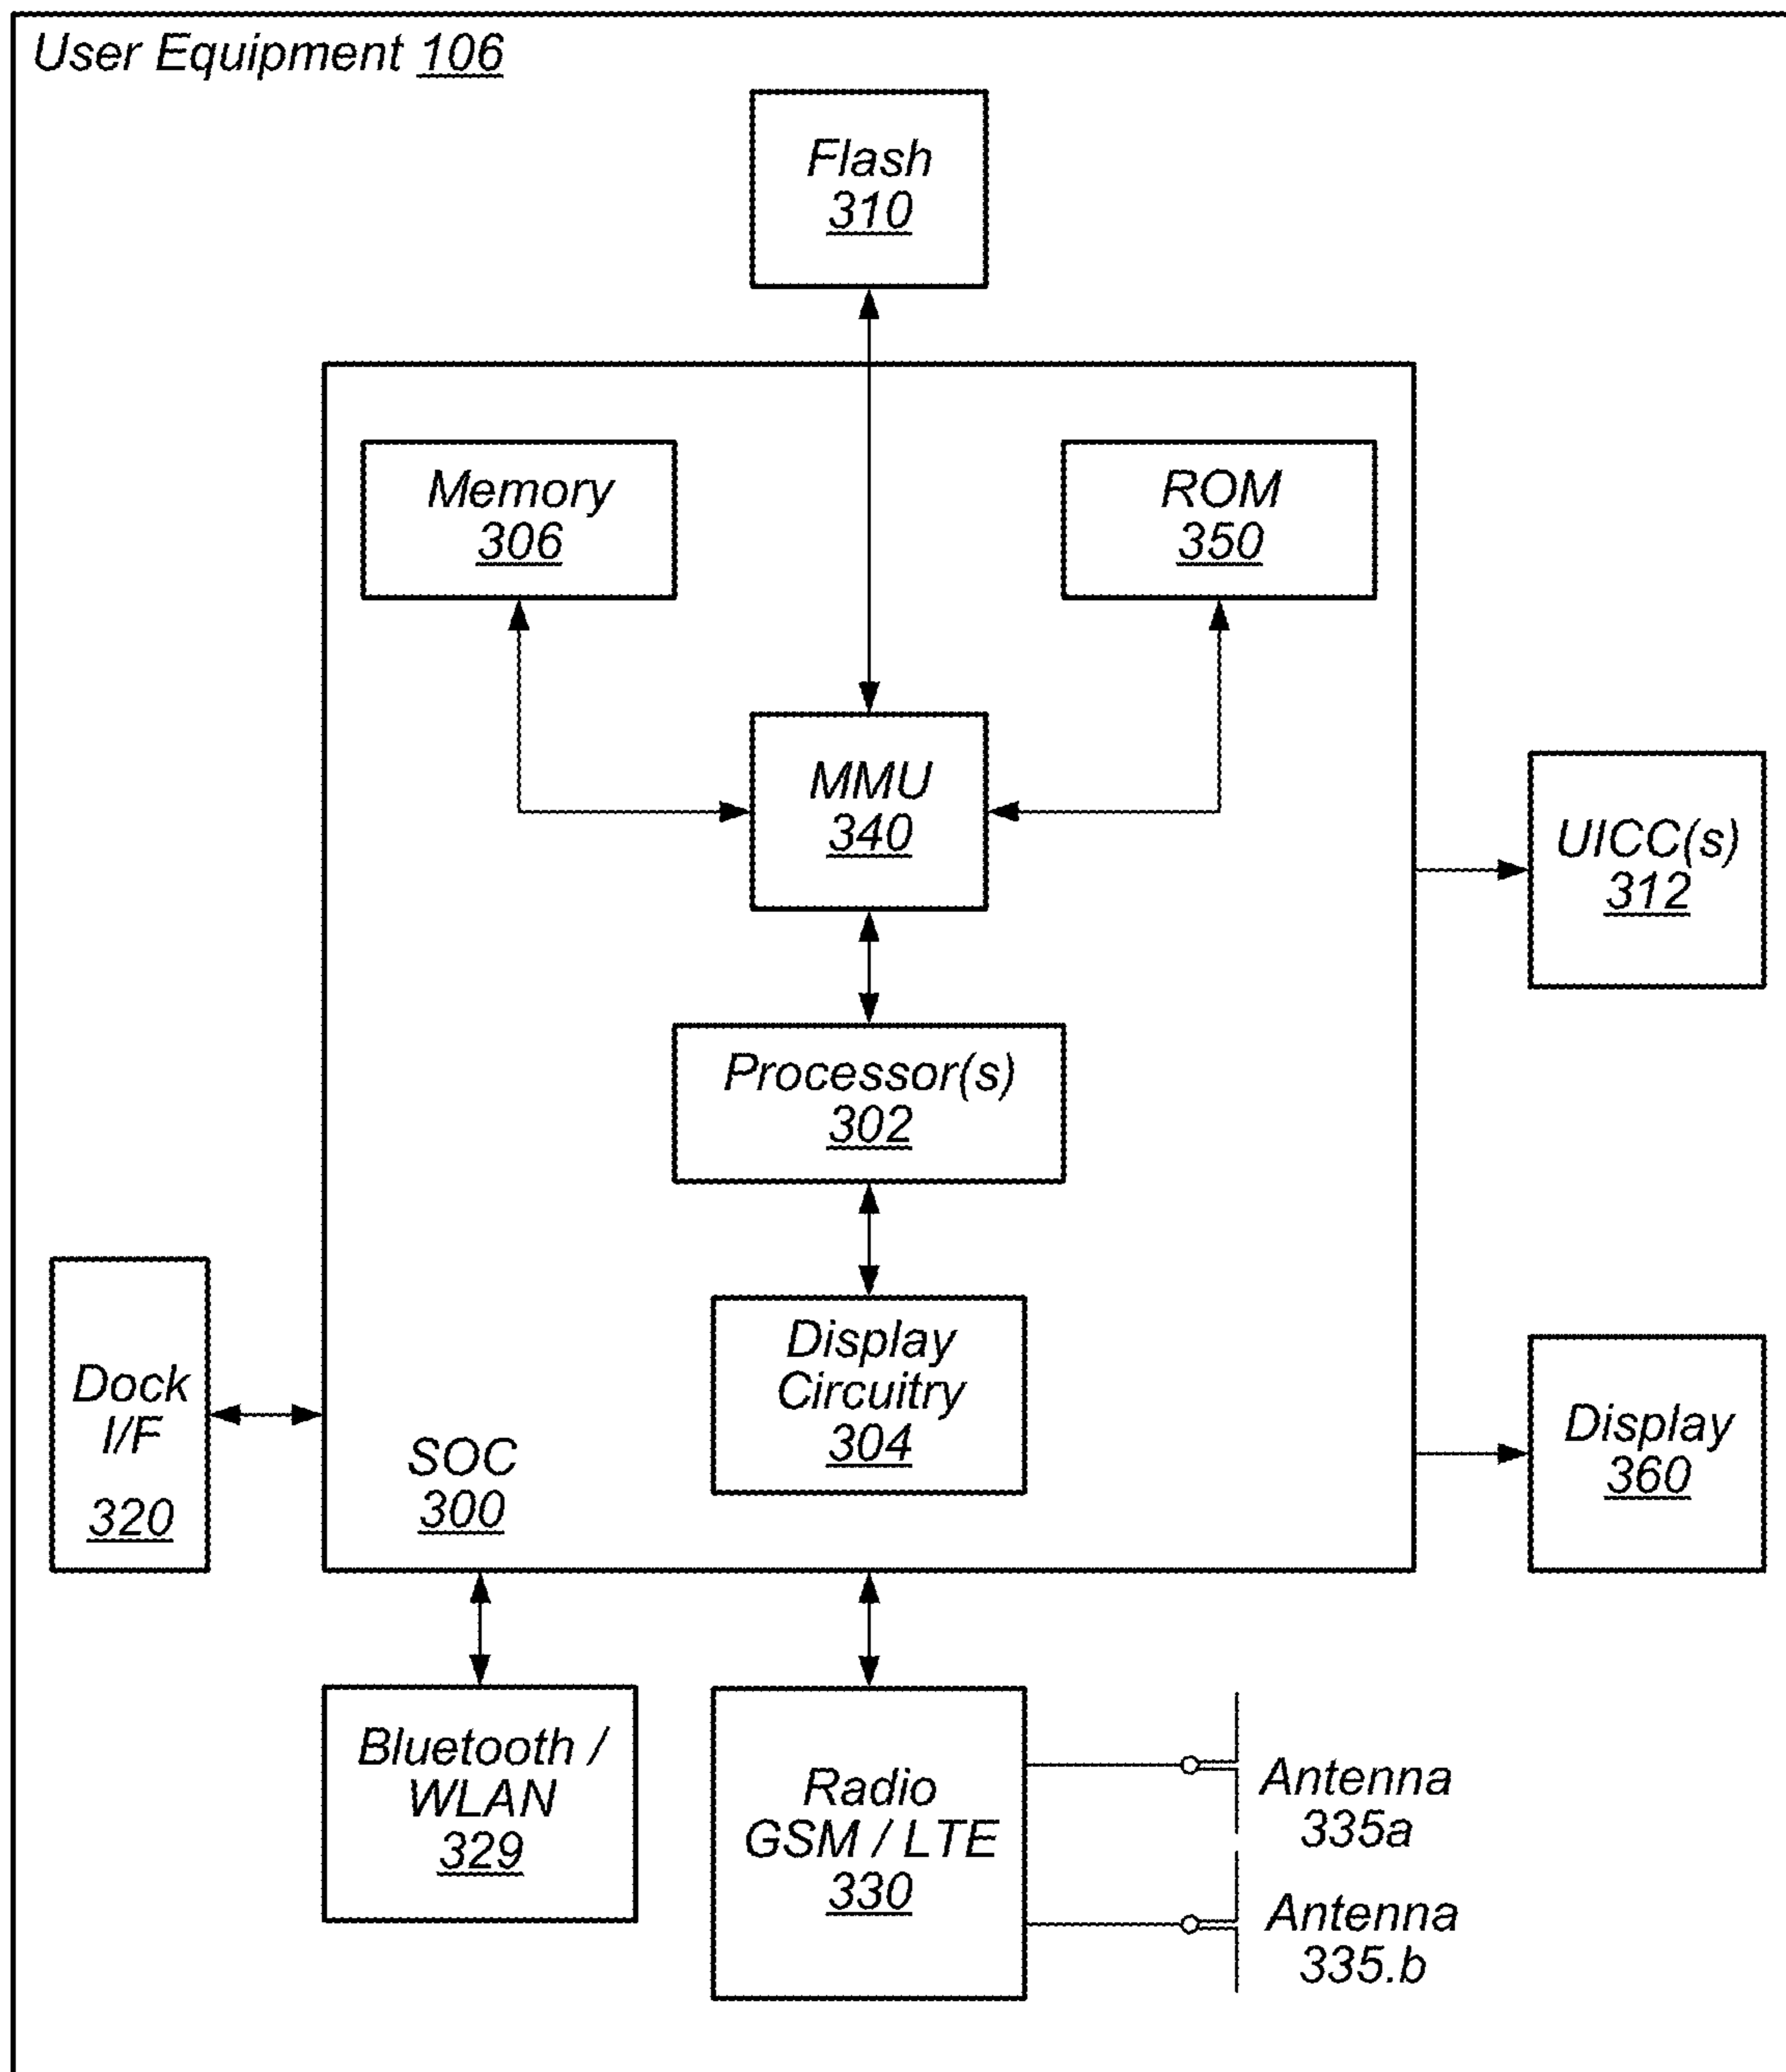 User Equipment 106
Flash
310
Memory
306
ROM
350
MMU
340
UICC(s)
312
Processor(s)
302
Display
Circuitry
304
Dock
I/F
320
SOC
300
Display
360
Bluetooth /
WLAN
329
Radio
GSM / LTE
330
Antenna
335a
Antenna
335.b